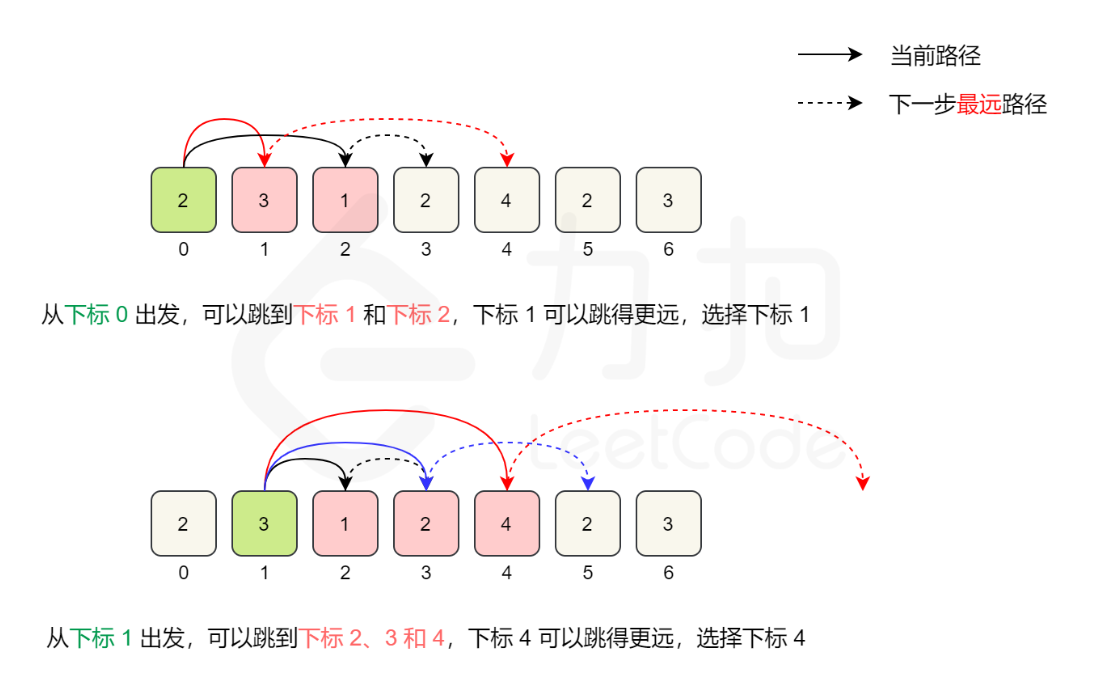 当前路径
下一步最远路径
2 3 1 2 4 2 3
0 1 2 3 4 5 6
力扣
从下标 0 出发，可以跳到下标 1 和下标 2，下标 1 可以跳得更远，选择下标 1
LeetCode
2 3 1 2 4 2 3
0 1 2 3 4 5 6
从下标 1 出发，可以跳到下标 2、3 和 4，下标 4 可以跳得更远，选择下标 4